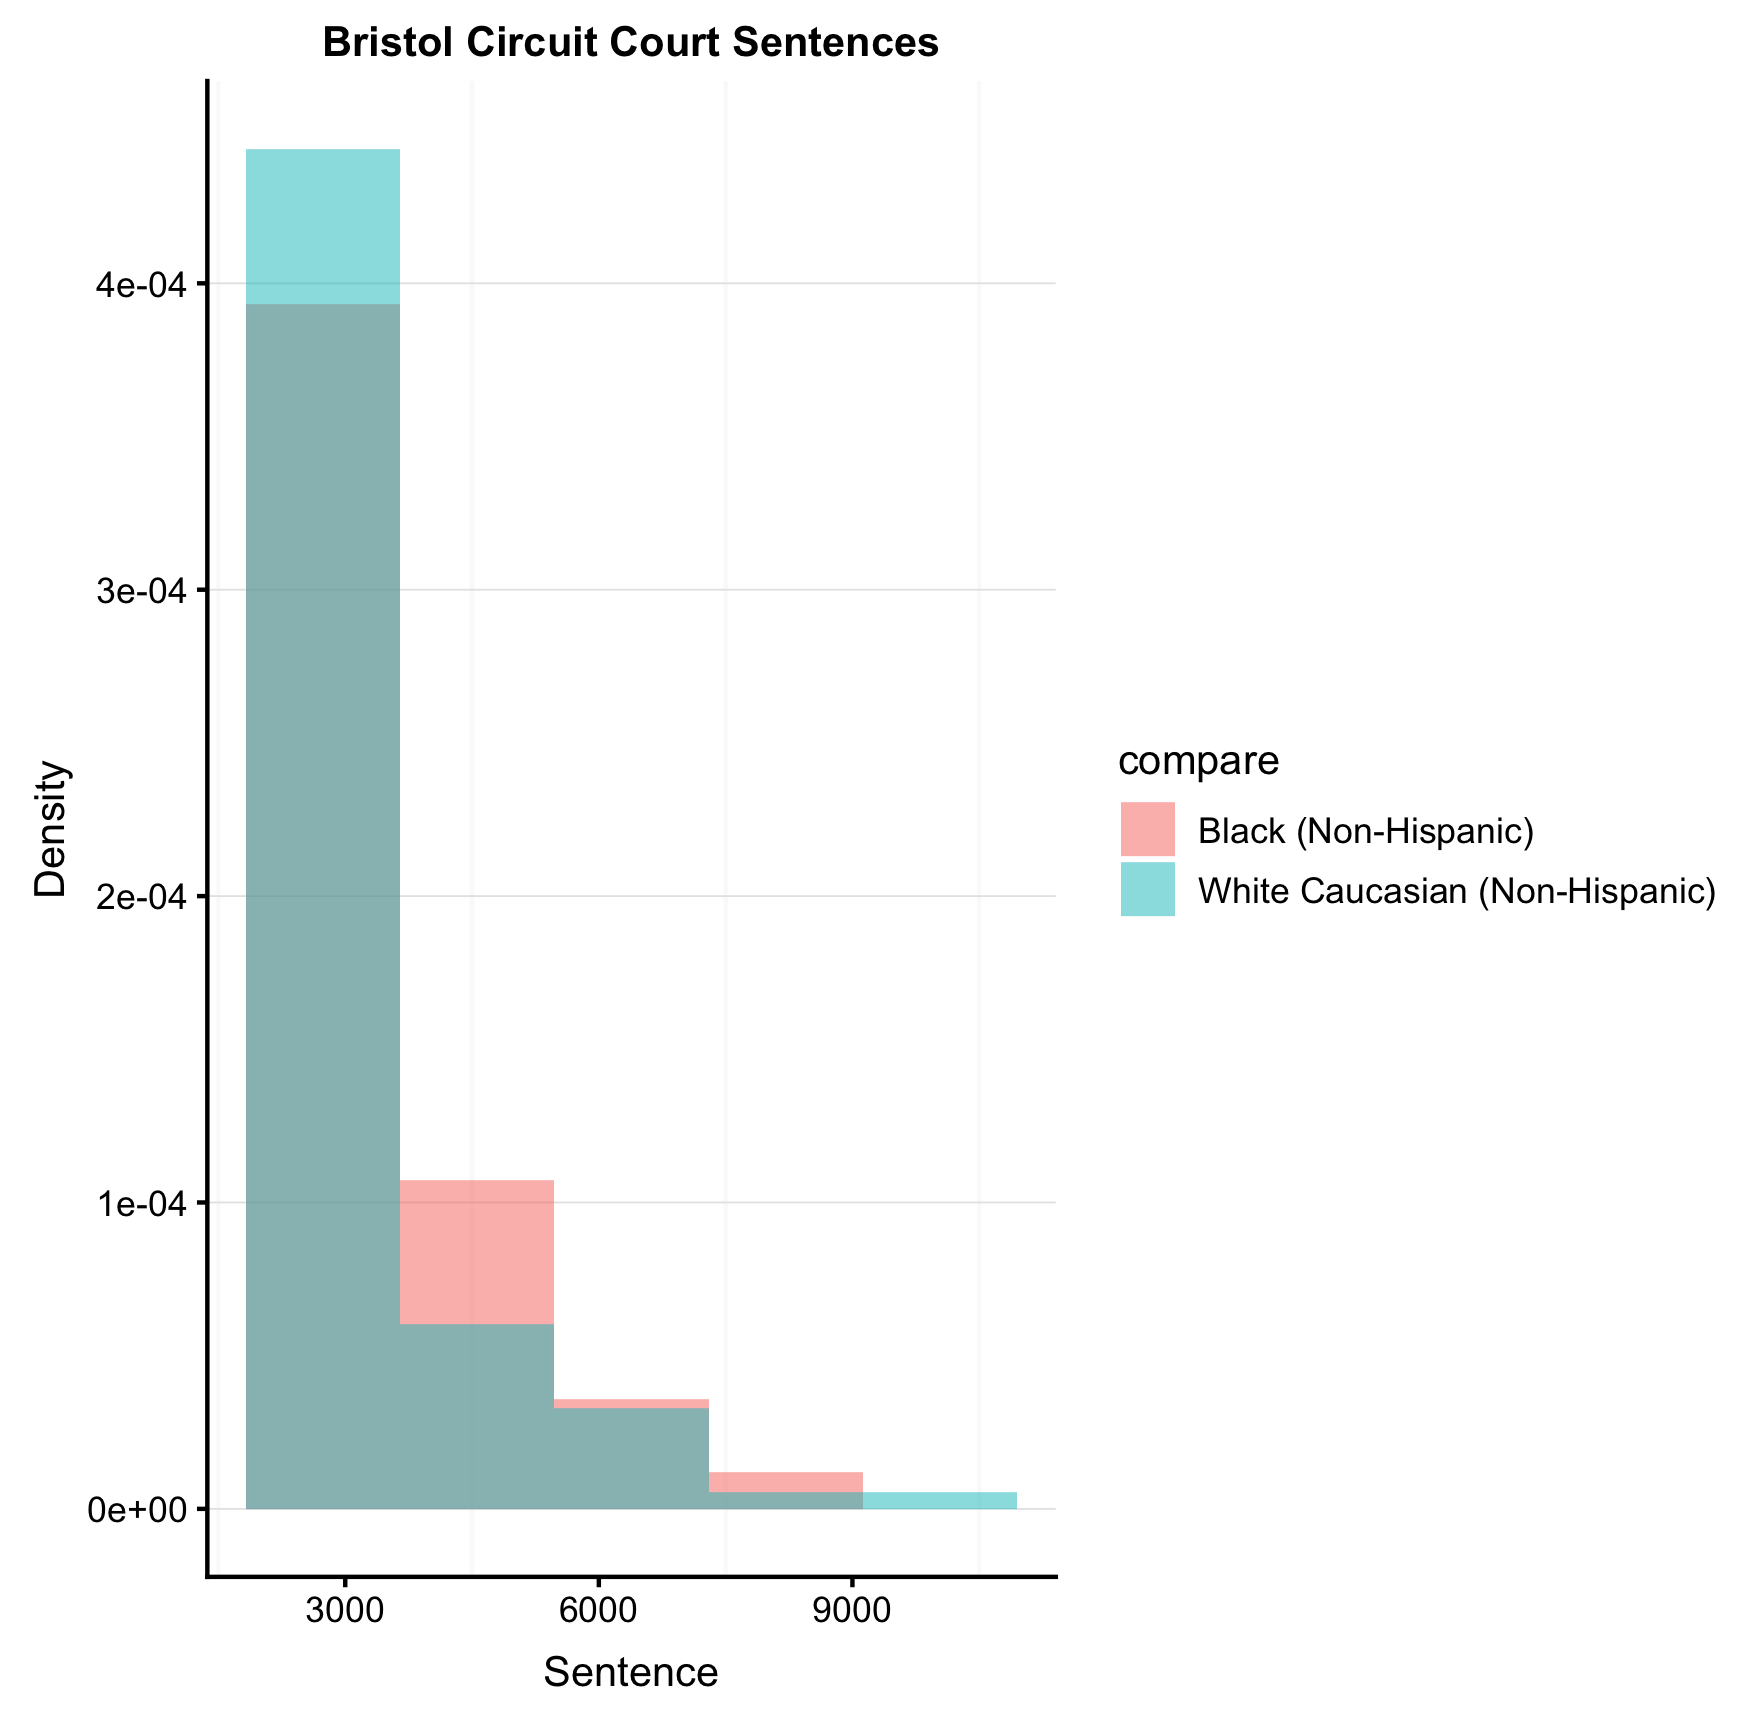 Bristol Circuit Court Sentences
4e-04
3e-04
2e-04
1e-04
0e+00
Density
3000 6000 9000
Sentence
compare
Black (Non-Hispanic)
White Caucasian (Non-Hispanic)